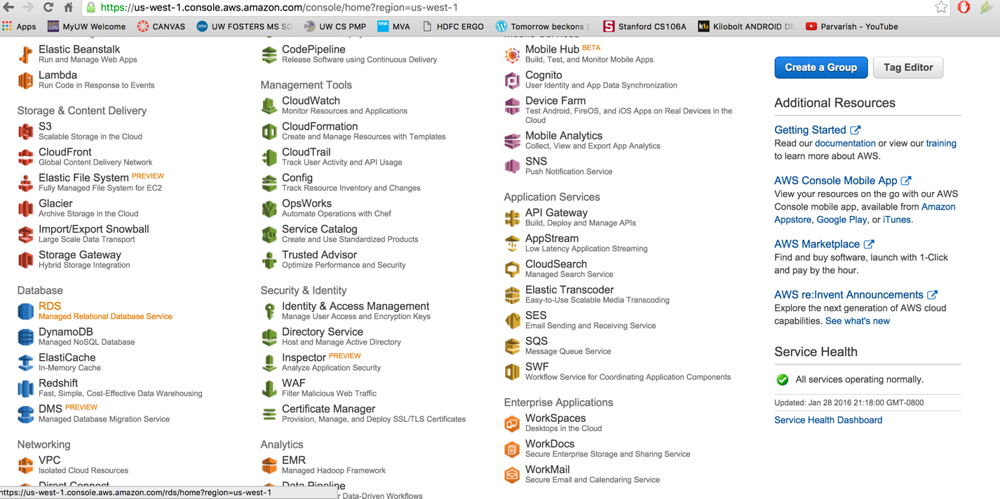 https://us-west-1.console.aws.amazon.com/console/home?region=us-west-1
Apps
MyUW Welcome
CANVAS
OTH
UW FOSTERS MS SO
UW CS PMP
MVA
MVA
HDFC ERGO
Tomorrow beckons
S
Stanford CS106A
Kilobolt ANDROID DE
Parvarish - YouTube
Elastic Beanstalk
Run and Manage Web Apps
Lambda
Run Code in Response to Events
Storage & Content Delivery
S3
Scalable Storage in the Cloud
CloudFront
Global Content Delivery Network
Elastic File System PREVIEW
Fully Managed File System for EC2
Glacier
Archive Storage in the Cloud
Import/Export Snowball
Large Scale Data Transport
Storage Gateway
Hybrid Storage Integration
Database
RDS
Managed Relational Database Service
DynamoDB
Managed NoSQL Database
ElastiCache
In-Memory Cache
Redshift
Fast, Simple, Cost-Effective Data Warehousing
DMS PREVIEW
Managed Database Migration Service
Networking
VPC
Isolated Cloud Resources
Direct Connect
https://us-west-1.console.aws.amazon.com/rds/home?region=us-west-1
CodePipeline
Release Software using Continuous Delivery
Management Tools
CloudWatch
Monitor Resources and Applications
CloudFormation
Create and Manage Resources with Templates
CloudTrail
Track User Activity and API Usage
Config
Track Resource Inventory and Changes
OpsWorks
Automate Operations with Chef
Service Catalog
Create and Use Standardized Products
Trusted Advisor
Optimize Performance and Security
Security & Identity
Identity & Access Management
Manage User Access and Encryption Keys
Directory Service
Host and Manage Active Directory
Inspector PREVIEW
Analyze Application Security
WAF
Filter Malicious Web Traffic
Certificate Manager
Provision, Manage, and Deploy SSL/TLS Certificates
Analytics
EMR
Managed Hadoop Framework
Data Pipeline
r Data-Driven Workflows
Mobile Services
Mobile Hub BETA
Build, Test, and Monitor Mobile Apps
Cognito
User Identity and App Data Synchronization
Device Farm
Test Android, FireOS, and iOS Apps on Real Devices in the
Cloud
Mobile Analytics
Collect, View and Export App Analytics
SNS
Push Notification Service
Application Services
API Gateway
Build, Deploy and Manage APIs
AppStream
Low Latency Application Streaming
CloudSearch
Managed Search Service
Elastic Transcoder
Easy-to-Use Scalable Media Transcoding
SES
Email Sending and Receiving Service
SQS
Message Queue Service
SWF
Workflow Service for Coordinating Application Components
Enterprise Applications
WorkSpaces
Desktops in the Cloud
WorkDocs
Secure Enterprise Storage and Sharing Service
WorkMail
Secure Email and Calendaring Service
Create a Group
Tag Editor
Additional Resources
Getting Started
Read our documentation or view our training
to learn more about AWS.
AWS Console Mobile App
View your resources on the go with our AWS
Console mobile app, available from Amazon
Appstore, Google Play, or iTunes.
AWS Marketplace
Find and buy software, launch with 1-Click
and pay by the hour.
AWS re:Invent Announcements
Explore the next generation of AWS cloud
capabilities. See what's new
Service Health
All services operating normally.
Updated: Jan 28 2016 21:18:00 GMT-0800
Service Health Dashboard